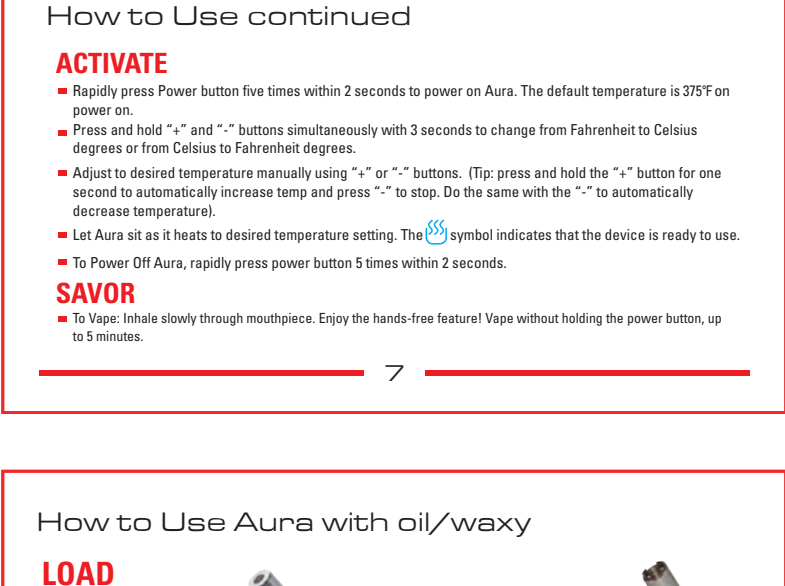 How to Use continued
ACTIVATE
Rapidly press Power button five times within 2 seconds to power on Aura. The default temperature is 375°F on
power on.
Press and hold “+” and “-” buttons simultaneously with 3 seconds to change from Fahrenheit to Celsius
degrees or from Celsius to Fahrenheit degrees.
Adjust to desired temperature manually using “+” or “-” buttons. (Tip: press and hold the “+” button for one
second to automatically increase temp and press “-” to stop. Do the same with the “-” to automatically
decrease temperature).
Let Aura sit as it heats to desired temperature setting. The symbol indicates that the device is ready to use.
To Power Off Aura, rapidly press power button 5 times within 2 seconds.
SAVOR
To Vape: Inhale slowly through mouthpiece. Enjoy the hands-free feature! Vape without holding the power button, up
to 5 minutes.
7
How to Use Aura with oil/waxy
LOAD